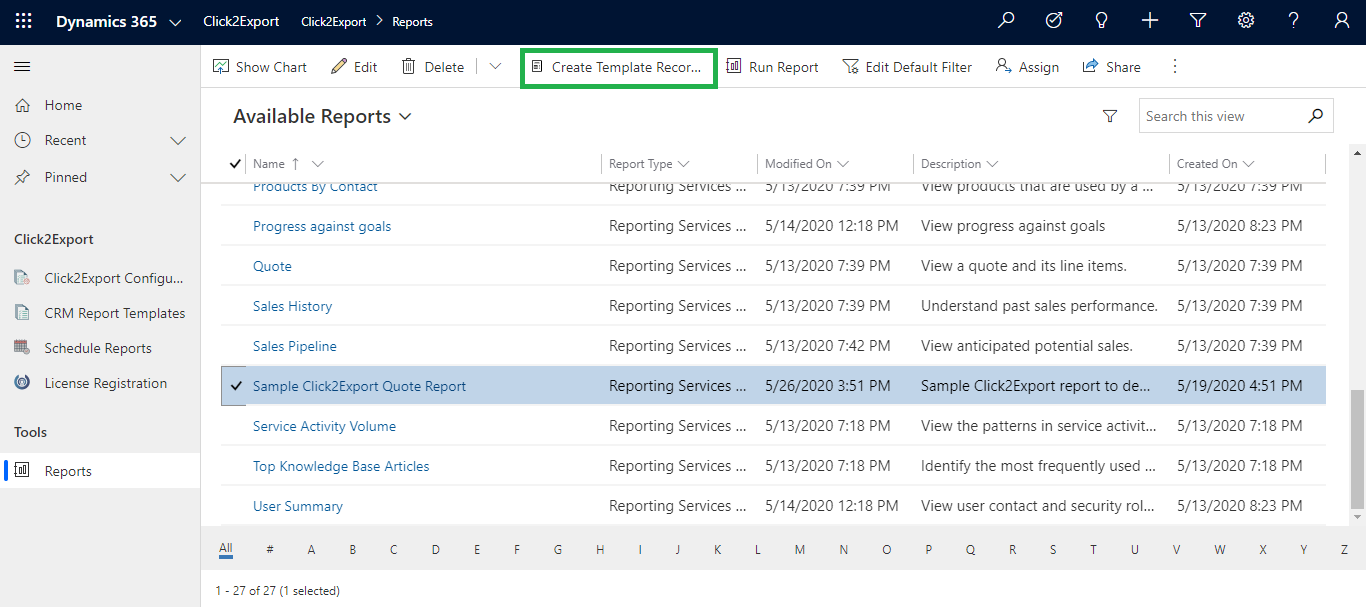 Dynamics 365 Click2Export Click2Export > Reports
Show Chart Edit Delete Create Template Recor... Run Report Edit Default Filter Assign Share
Home
Recent
Pinned
Click2Export
Click2Export Configu...
CRM Report Templates
Schedule Reports
License Registration
Tools
Reports
Available Reports
Search this view
Name ↑ Report Type Modified On Description Created On
Products By Contact Reporting Services ... 5/13/2020 7:39 PM View products that are used by a ... 5/13/2020 7:39 PM
Progress against goals Reporting Services ... 5/14/2020 12:18 PM View progress against goals 5/13/2020 8:23 PM
Quote Reporting Services ... 5/13/2020 7:39 PM View a quote and its line items. 5/13/2020 7:39 PM
Sales History Reporting Services ... 5/13/2020 7:39 PM Understand past sales performance. 5/13/2020 7:39 PM
Sales Pipeline Reporting Services ... 5/13/2020 7:42 PM View anticipated potential sales. 5/13/2020 7:39 PM
Sample Click2Export Quote Report Reporting Services ... 5/26/2020 3:51 PM Sample Click2Export report to de... 5/19/2020 4:51 PM
Service Activity Volume Reporting Services ... 5/13/2020 7:18 PM View the patterns in service activit... 5/13/2020 7:18 PM
Top Knowledge Base Articles Reporting Services ... 5/13/2020 7:18 PM Identify the most frequently used ... 5/13/2020 7:18 PM
User Summary Reporting Services ... 5/14/2020 12:18 PM View user contact and security rol... 5/13/2020 8:23 PM
All # A B C D E F G H I J K L M N O P Q R S T U V W X Y Z
1 - 27 of 27 (1 selected)